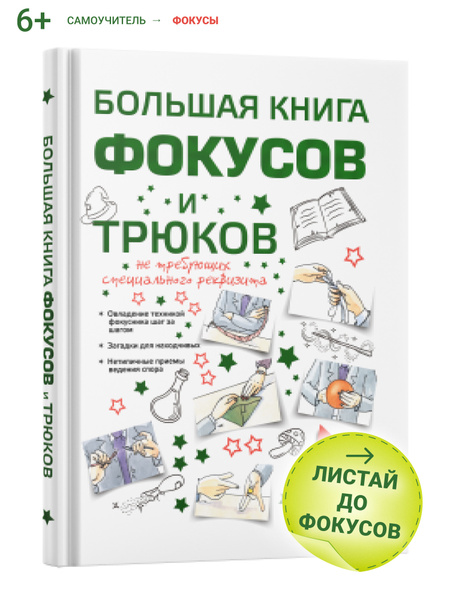 6+ САМОУЧИТЕЛЬ → ФОКУСЫ
БОЛЬШАЯ КНИГА
ФОКУСОВ
И
ТРЮКОВ
не требующих
специального реквизита
Овладение техникой
фокусника шаг за
шагом
Загадки для находчивых
Нетипичные приемы
ведения спора
БОЛЬШАЯ КНИГА ФОКУСОВ И ТРЮКОВ
→
ЛИСТАЙ
ДО
ФОКУСОВ